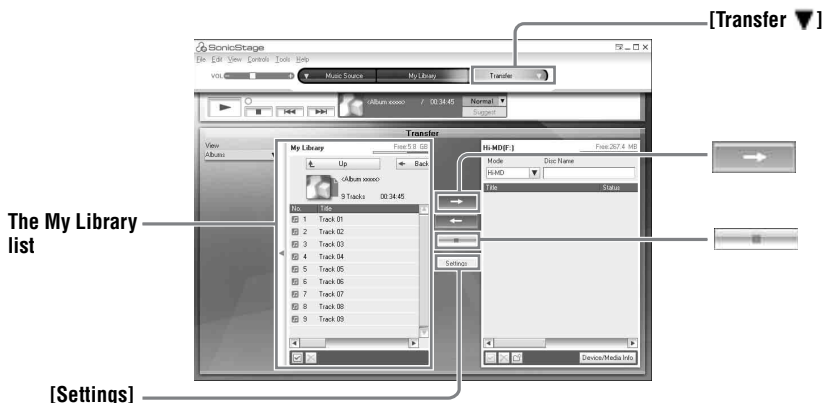 [Transfer ▼]
SonicStage
File Edit View Controls Tools Help
VOL
Music Source My Library Transfer
<Album xxxxx> / 00:34:45 Normal
Suggest
Transfer
View
Albums
My Library Free:5.8 GB
Up Back
<Album xxxxx>
9 Tracks 00:34:45
No. Title
1 Track 01
2 Track 02
3 Track 03
4 Track 04
5 Track 05
6 Track 06
7 Track 07
8 Track 08
9 Track 09
Settings
Hi-MD[F:] Free:267.4 MB
Mode Disc Name
Hi-MD
Title Status
Device/Media Info
The My Library
list
[Settings]